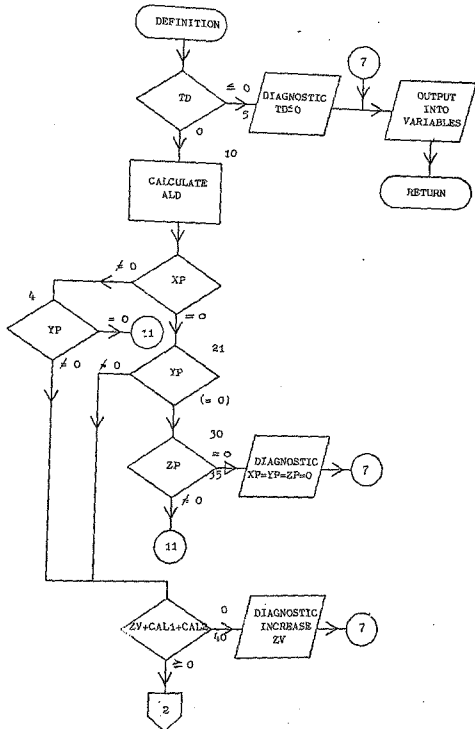 DEFINITION
≤ 0
TD
5
0
DIAGNOSTIC
TD≤0
7
OUTPUT
INTO
VARIABLES
RETURN
10
CALCULATE
ALD
≠ 0
XP
= 0
4
YP
= 0
11
≠ 0
21
≠ 0
YP
(= 0)
30
= 0
ZP
35
DIAGNOSTIC
XP=YP=ZP=0
7
≠ 0
11
0
ZV+CAL1+CAL2
40
DIAGNOSTIC
INCREASE
ZV
7
≥ 0
2